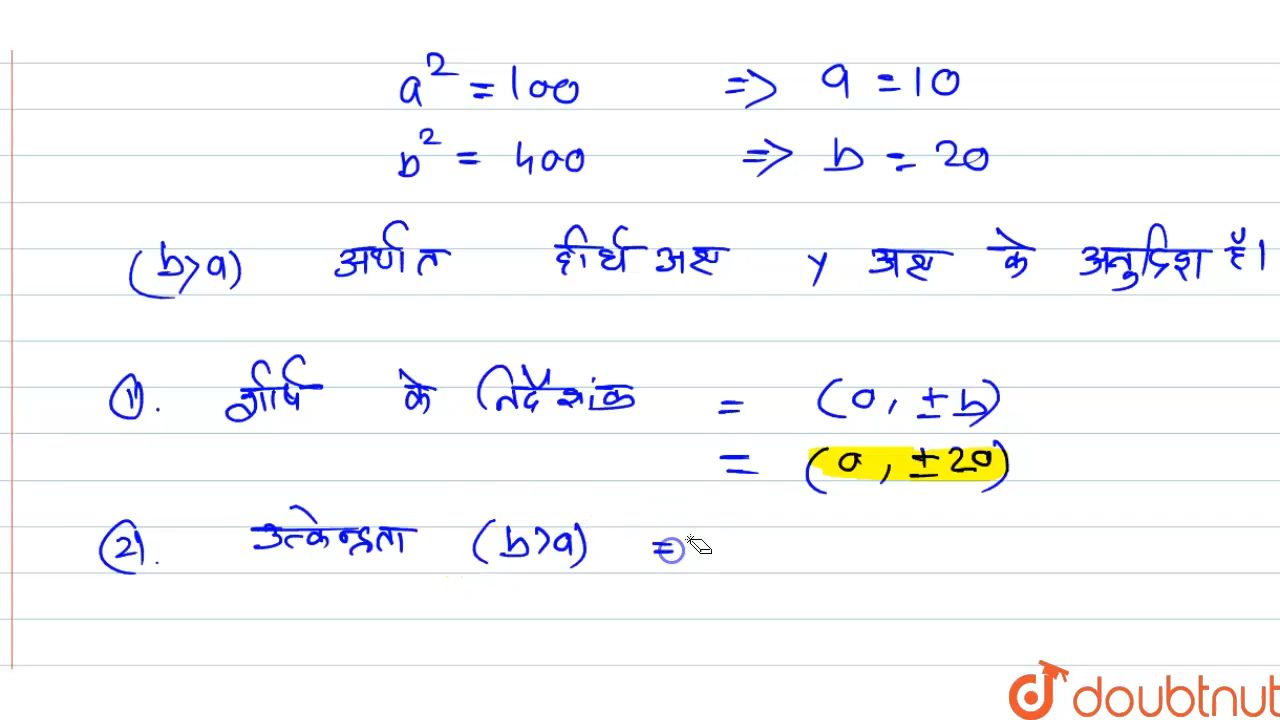 a² = 100 => a = 10
b² = 400 => b = 20
(b>a) अर्थात दीर्घ अक्ष y अक्ष के अनुदिश है।
(1). शीर्ष के निर्देशांक = (0, ±b)
= (0, ±20)
(2). उत्केन्द्रता (b>a) =
doubtnut